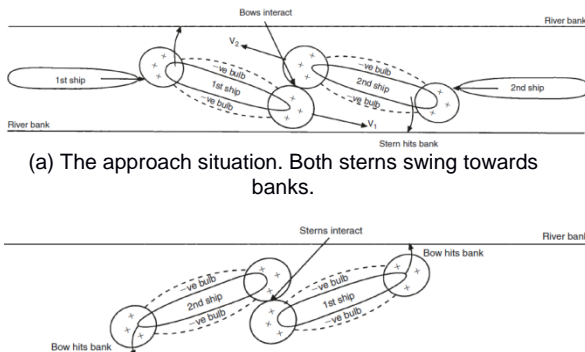 Bows interact
River bank
V₂
–ve bulb
–ve bulb
1st ship
1st ship
2nd ship
2nd ship
–ve bulb
–ve bulb
River bank
V₁
Stern hits bank
(a) The approach situation. Both sterns swing towards
banks.
Sterns interact
River bank
Bow hits bank
–ve bulb
–ve bulb
2nd ship
1st ship
–ve bulb
–ve bulb
Bow hits bank